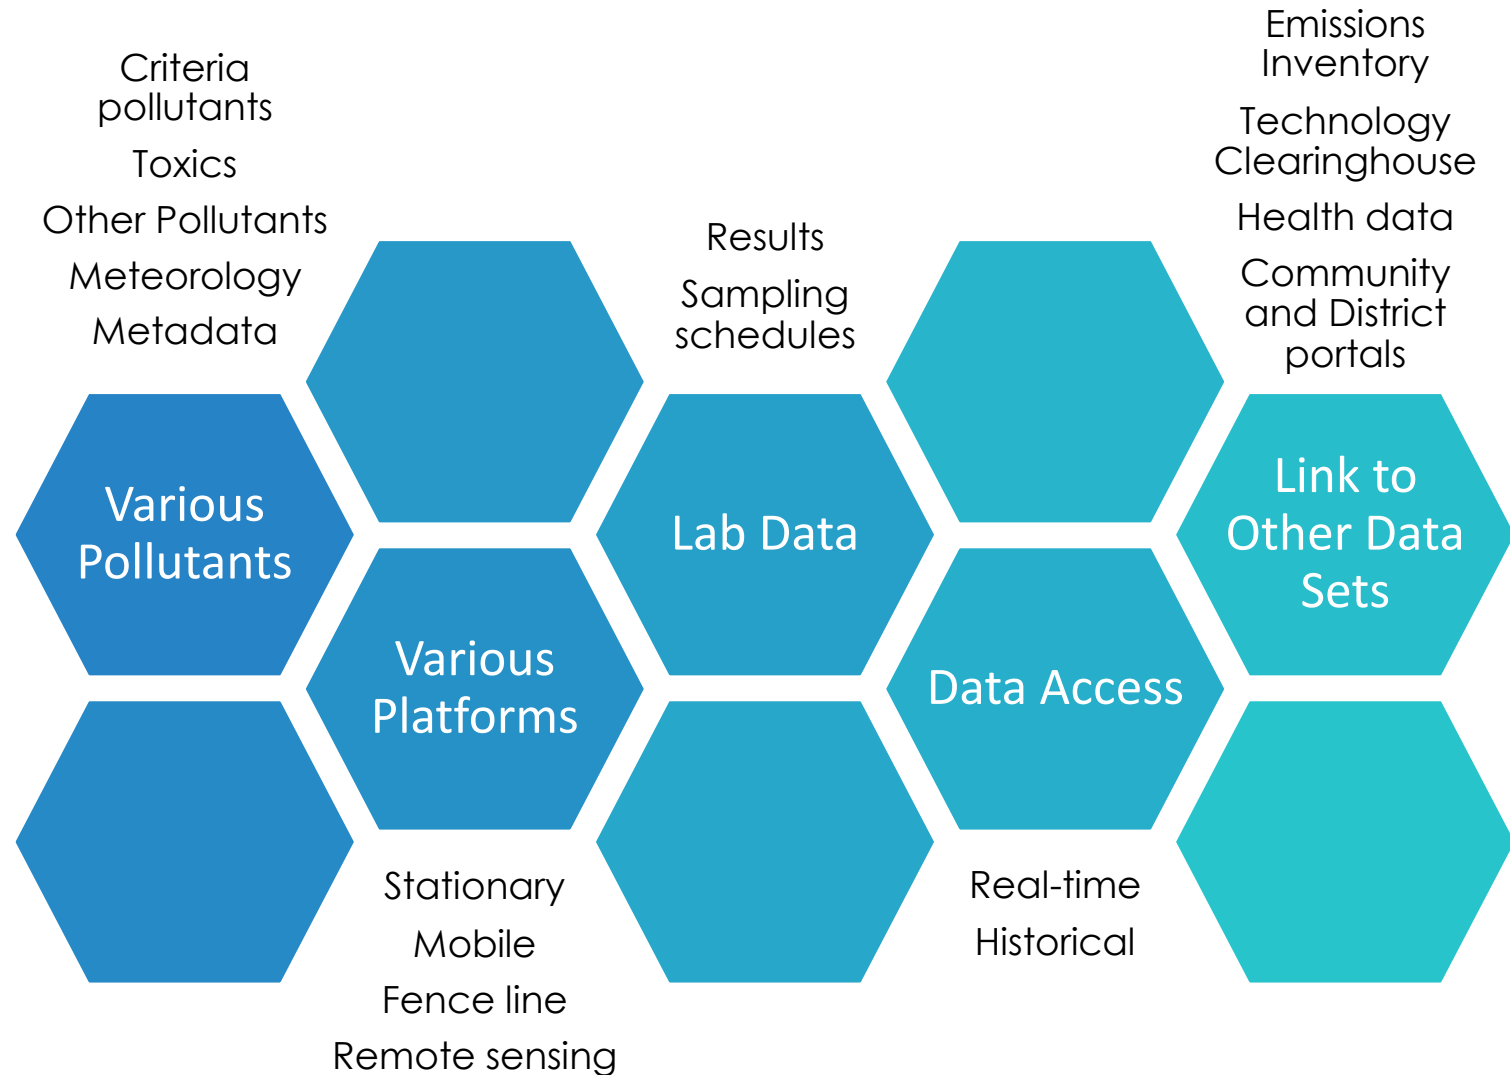 Criteria
pollutants
Toxics
Other Pollutants
Meteorology
Metadata
Various
Pollutants
Various
Platforms
Stationary
Mobile
Fence line
Remote sensing
Results
Sampling
schedules
Lab Data
Data Access
Real-time
Historical
Emissions
Inventory
Technology
Clearinghouse
Health data
Community
and District
portals
Link to
Other Data
Sets